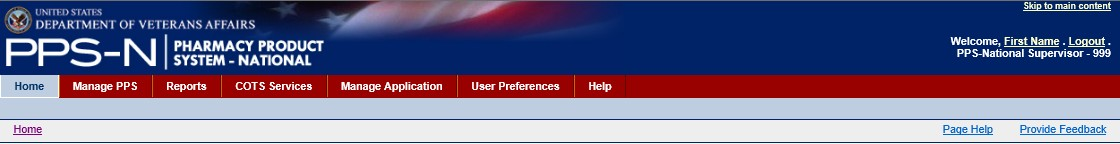 Skip to main content
UNITED STATES
DEPARTMENT OF VETERANS AFFAIRS
PPS-N
PHARMACY PRODUCT
SYSTEM - NATIONAL
Welcome, First Name . Logout .
PPS-National Supervisor - 999
Home Manage PPS Reports COTS Services Manage Application User Preferences Help
Home Page Help Provide Feedback